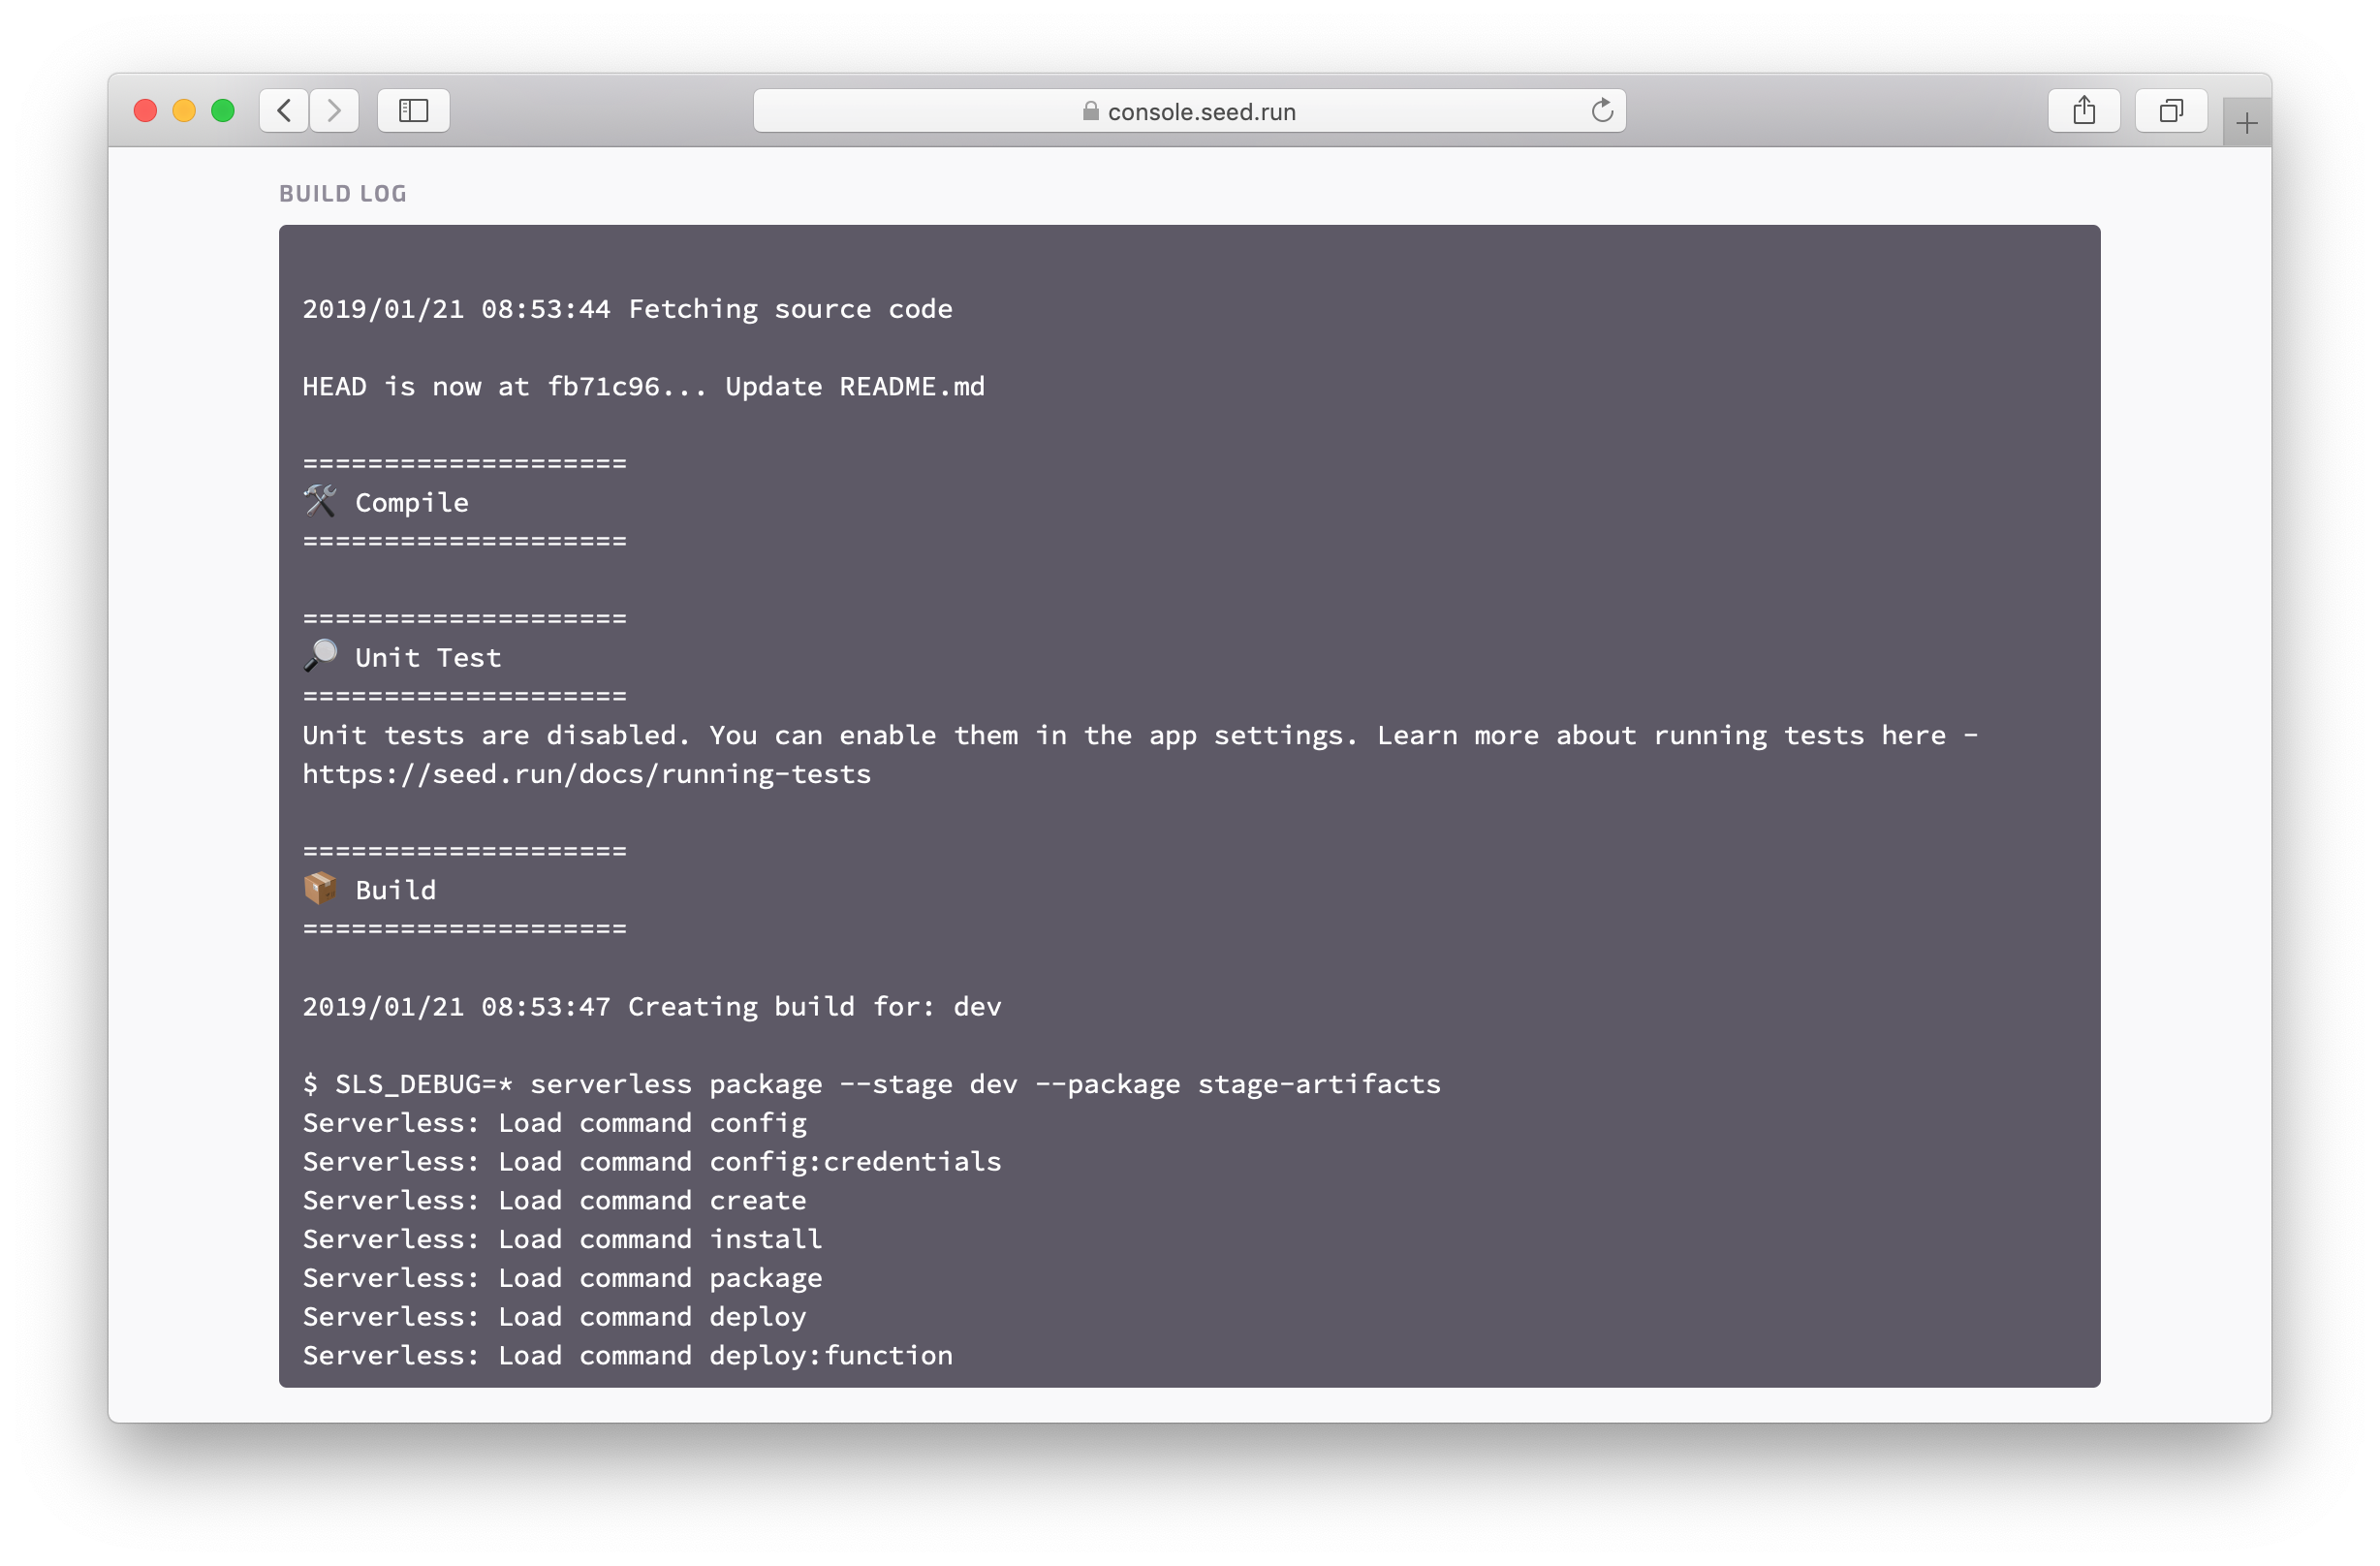 console.seed.run
BUILD LOG
2019/01/21 08:53:44 Fetching source code
HEAD is now at fb71c96... Update README.md
====================
🛠 Compile
====================
====================
🔎 Unit Test
====================
Unit tests are disabled. You can enable them in the app settings. Learn more about running tests here -
https://seed.run/docs/running-tests
====================
📦 Build
====================
2019/01/21 08:53:47 Creating build for: dev
$ SLS_DEBUG=* serverless package --stage dev --package stage-artifacts
Serverless: Load command config
Serverless: Load command config:credentials
Serverless: Load command create
Serverless: Load command install
Serverless: Load command package
Serverless: Load command deploy
Serverless: Load command deploy:function